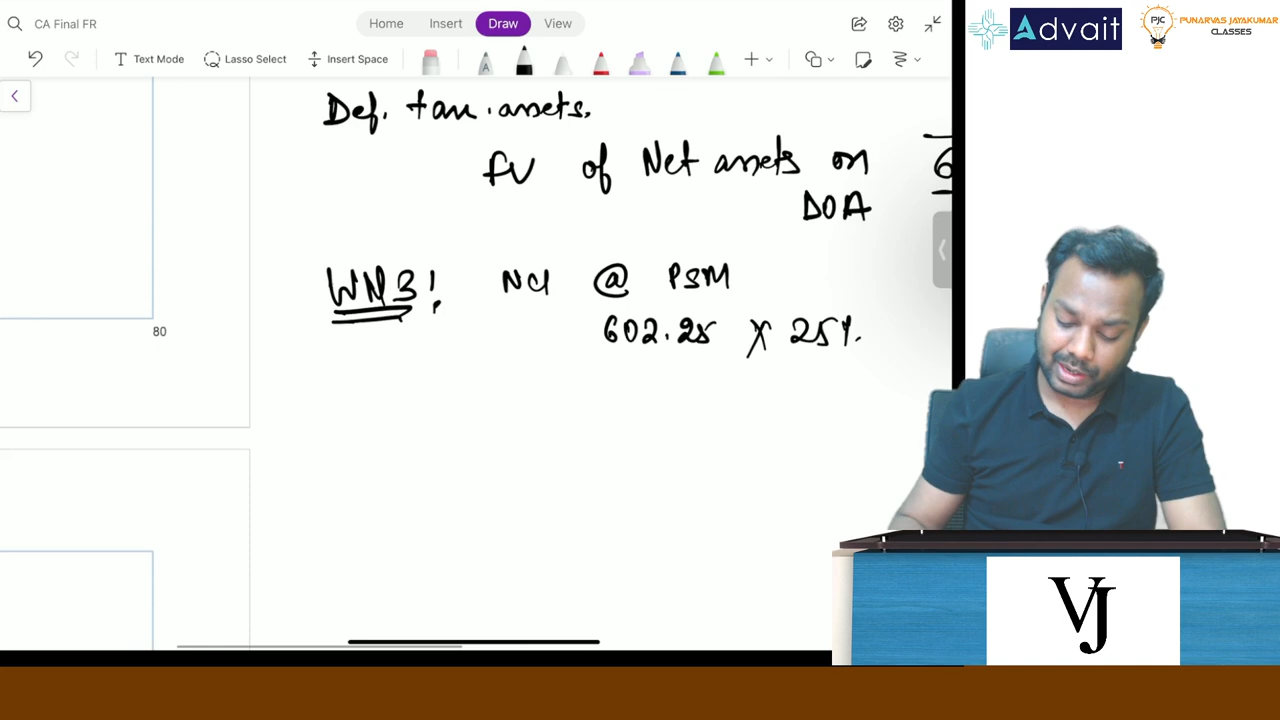 CA Final FR
Home Insert Draw View
Text Mode Lasso Select Insert Space
Advait
PJC PUNARVAS JAYAKUMAR
CLASSES
Def. tax. assets.
FV of Net assets on 6
DOA
WN3! NCI @ PSM
602.25 X 25%.
80
VJ